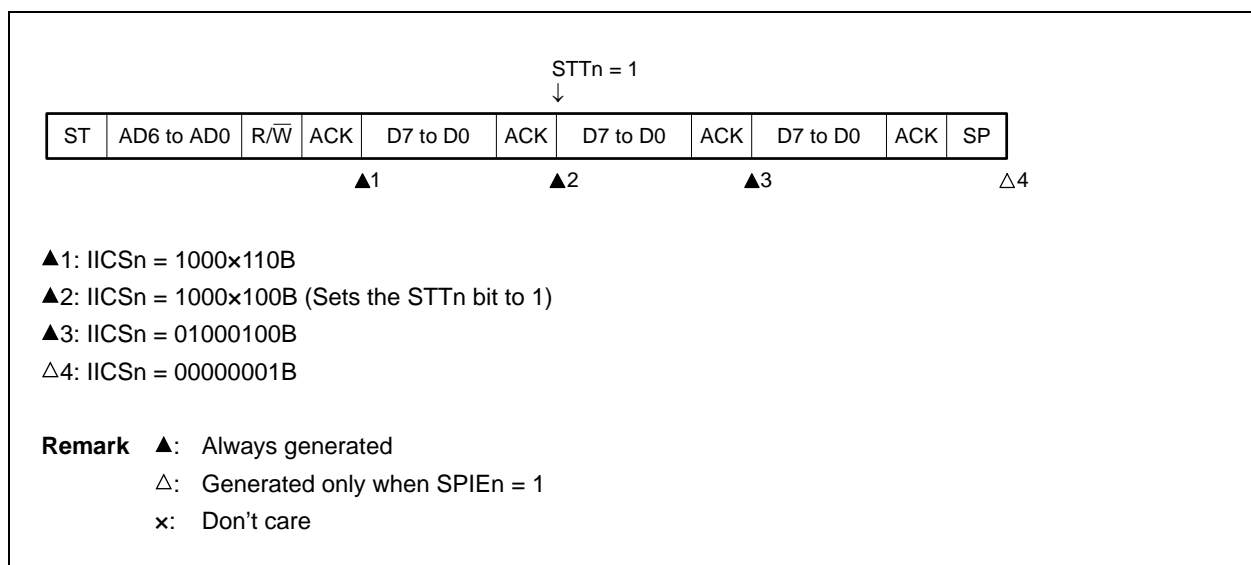 STTn = 1
↓
ST AD6 to AD0 R/W̅ ACK D7 to D0 ACK D7 to D0 ACK D7 to D0 ACK SP
▲1 ▲2 ▲3 △4
▲1: IICSn = 1000×110B
▲2: IICSn = 1000×100B (Sets the STTn bit to 1)
▲3: IICSn = 01000100B
△4: IICSn = 00000001B
Remark ▲: Always generated
△: Generated only when SPIEn = 1
×: Don't care